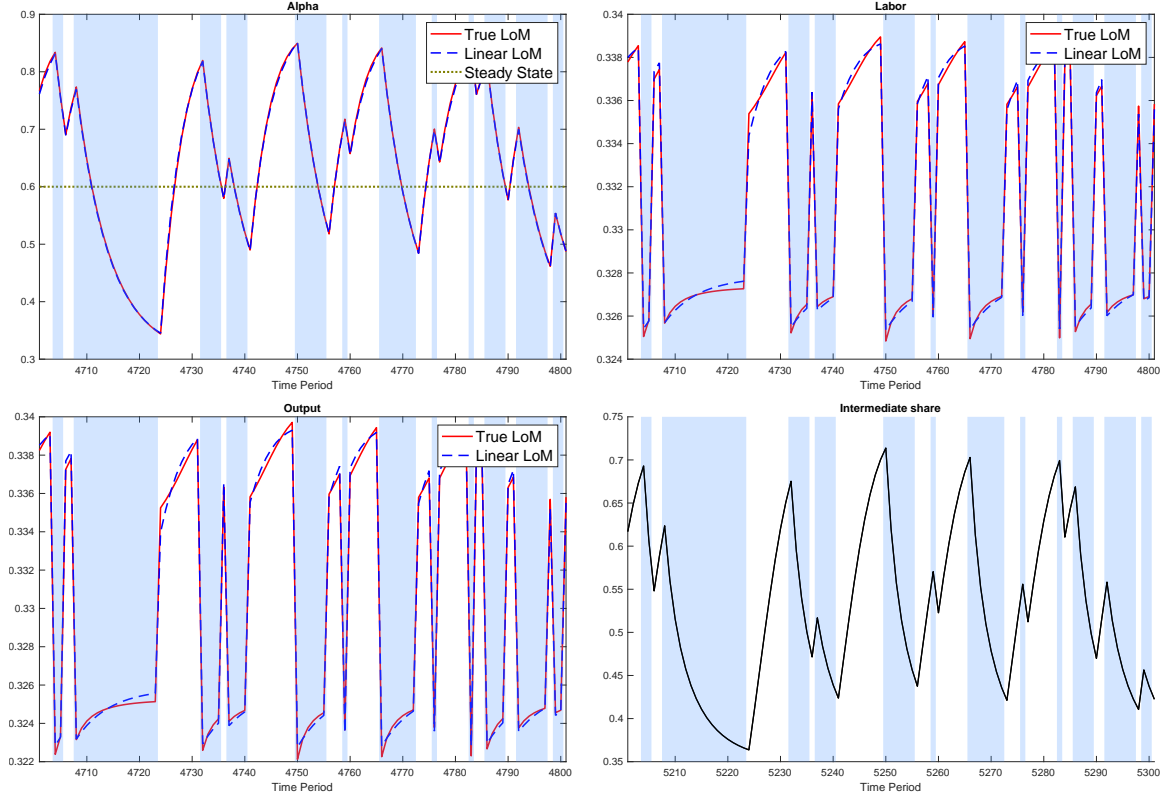 Alpha
0.9
0.8
0.7
0.6
0.5
0.4
0.3
True LoM
Linear LoM
Steady State
4710 4720 4730 4740 4750 4760 4770 4780 4790 4800
Time Period
Labor
0.34
0.338
0.336
0.334
0.332
0.33
0.328
0.326
0.324
True LoM
Linear LoM
4710 4720 4730 4740 4750 4760 4770 4780 4790 4800
Time Period
Output
0.34
0.338
0.336
0.334
0.332
0.33
0.328
0.326
0.324
0.322
True LoM
Linear LoM
4710 4720 4730 4740 4750 4760 4770 4780 4790 4800
Time Period
Intermediate share
0.75
0.7
0.65
0.6
0.55
0.5
0.45
0.4
0.35
5210 5220 5230 5240 5250 5260 5270 5280 5290 5300
Time Period